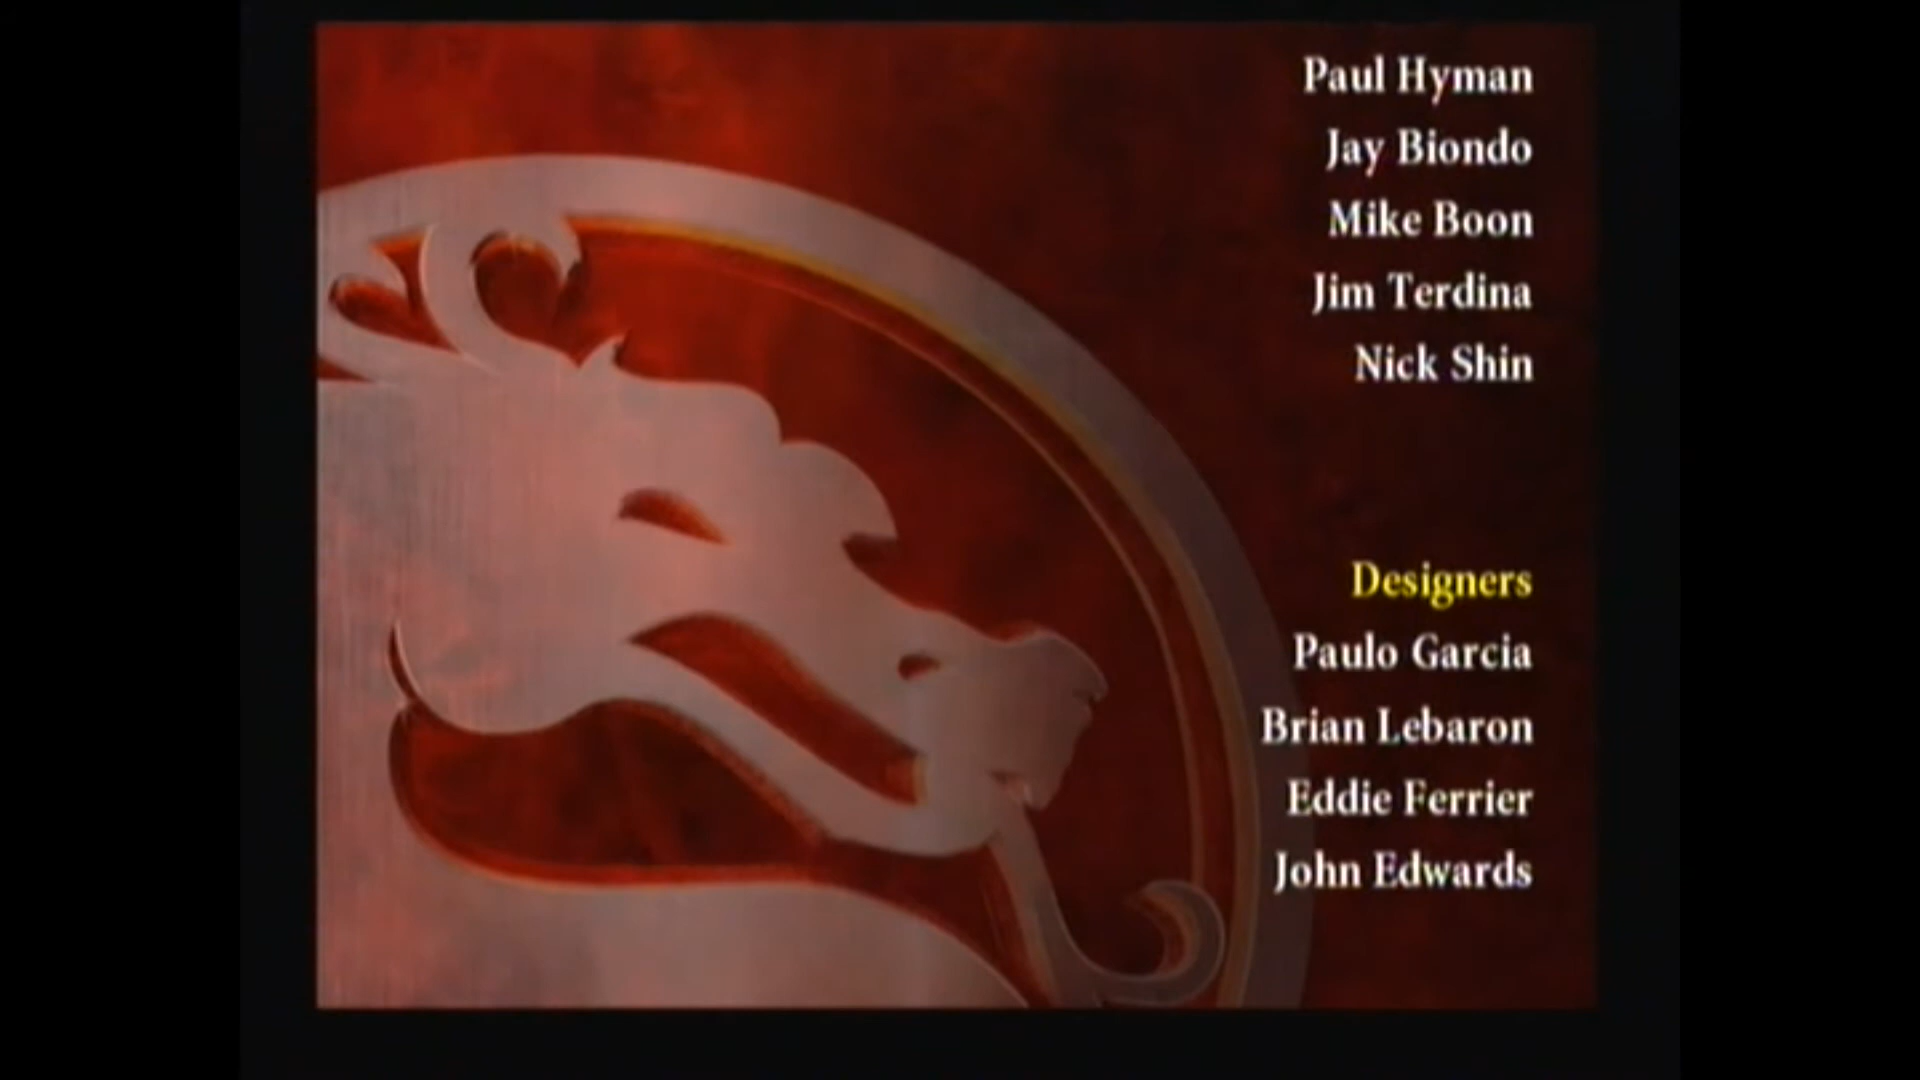 Paul Hyman
Jay Biondo
Mike Boon
Jim Terdina
Nick Shin
Designers
Paulo Garcia
Brian Lebaron
Eddie Ferrier
John Edwards